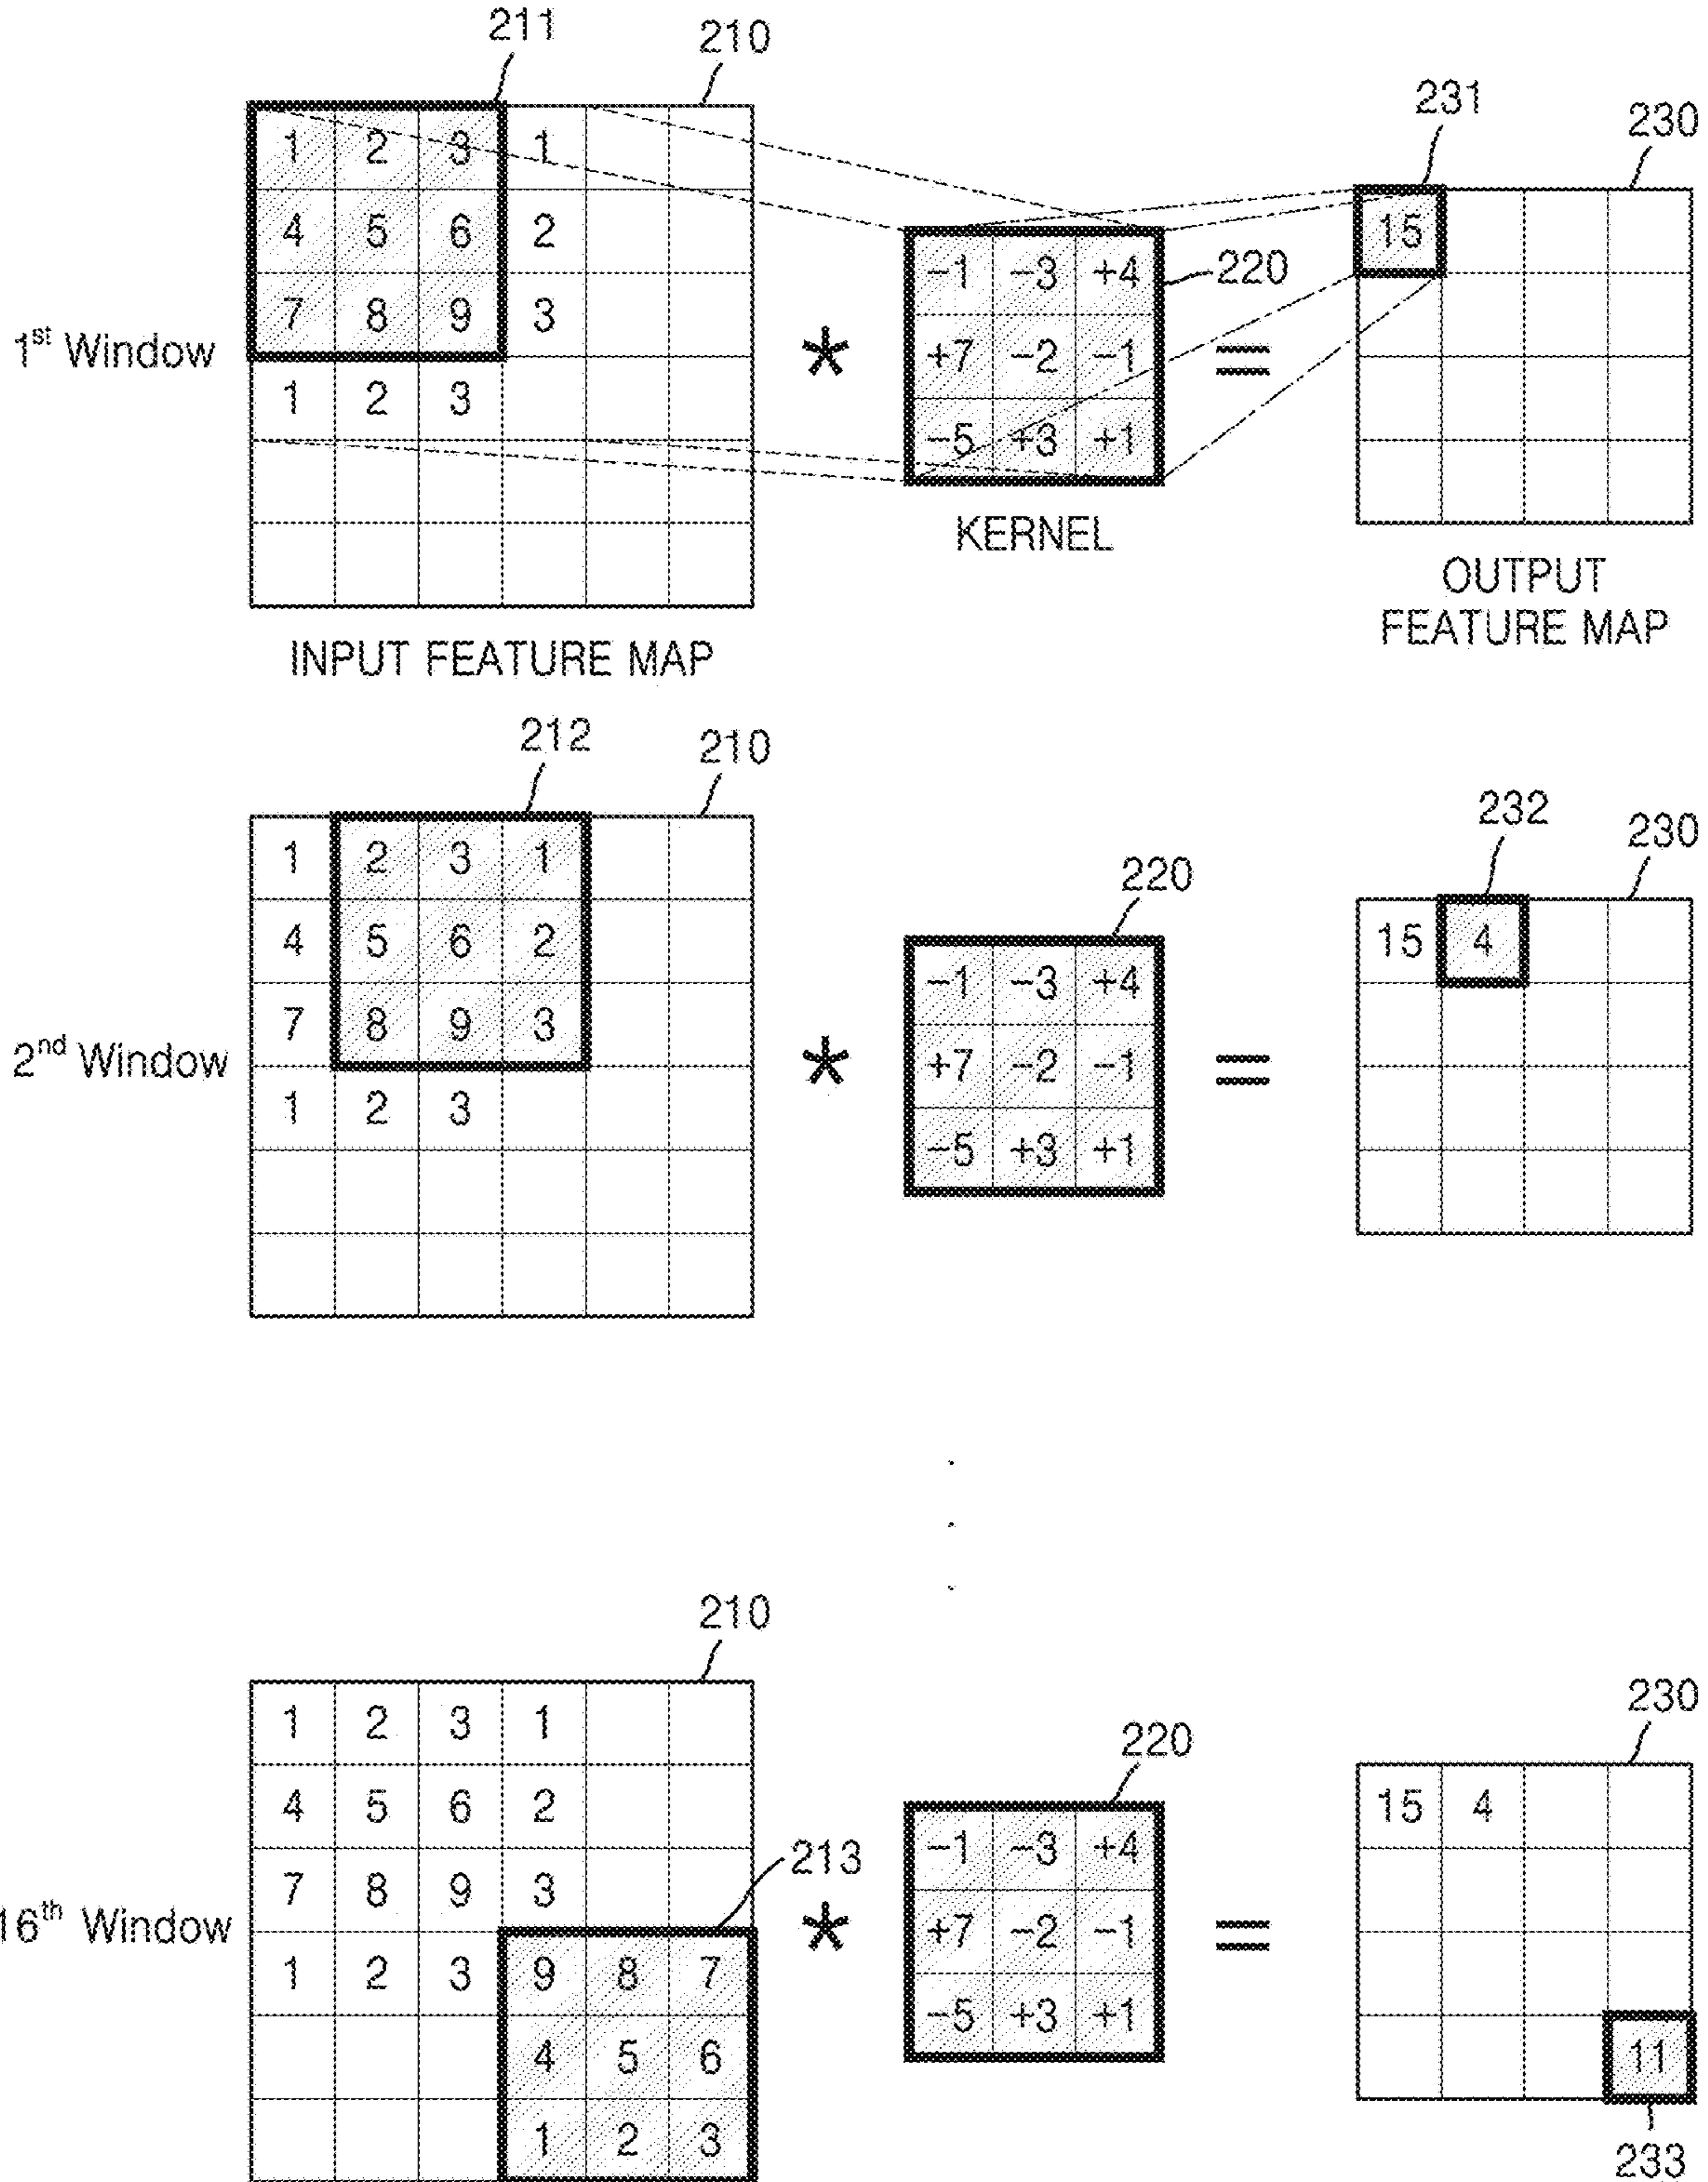 211 210
231 230
1 2 3 1
4 5 6 2
7 8 9 3
1 2 3
1st Window
*
−1 −3 +4
+7 −2 −1
−5 +3 +1
220
=
15
KERNEL
INPUT FEATURE MAP
OUTPUT
FEATURE MAP
212 210
232 230
1 2 3 1
4 5 6 2
7 8 9 3
1 2 3
2nd Window
*
220
−1 −3 +4
+7 −2 −1
−5 +3 +1
=
15 4
210
230
1 2 3 1
4 5 6 2
7 8 9 3
1 2 3 9 8 7
4 5 6
1 2 3
16th Window
213
*
220
−1 −3 +4
+7 −2 −1
−5 +3 +1
=
15 4
11
233